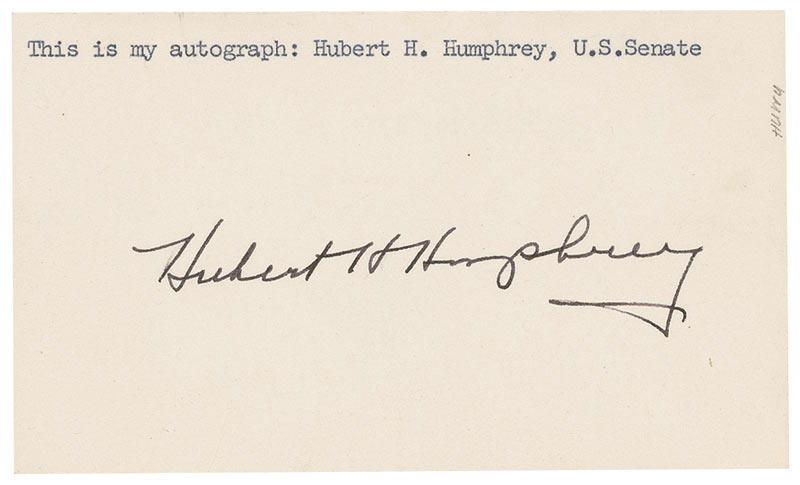 This is my autograph: Hubert H. Humphrey, U.S.Senate
Hubert H Humphrey